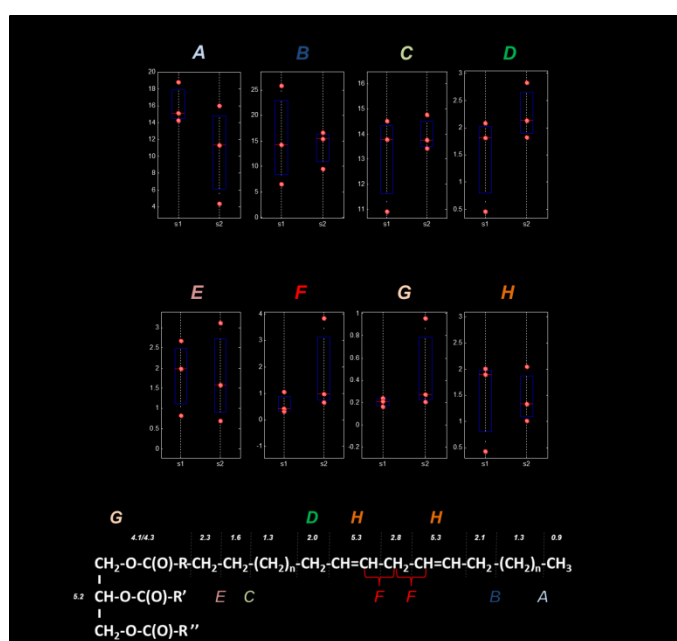 A B C D
20 18 16 14 12 10 8 6 4 s1 s2
25 20 15 10 5 0 s1 s2
16 15 14 13 12 11 s1 s2
3 2.5 2 1.5 1 0.5 s1 s2
E F G H
3 2.5 2 1.5 1 0.5 0 s1 s2
4 3 2 1 0 -1 s1 s2
1 0.8 0.6 0.4 0.2 0 -0.2 s1 s2
3 2.5 2 1.5 1 0.5 0 s1 s2
G D H H
4.1/4.3 2.3 1.6 1.3 2.0 5.3 2.8 5.3 2.1 1.3 0.9
CH₂-O-C(O)-R-CH₂-CH₂-(CH₂)n-CH₂-CH=CH-CH₂-CH=CH-CH₂-(CH₂)n-CH₃
5.2 CH-O-C(O)-R' E C F F B A
CH₂-O-C(O)-R''